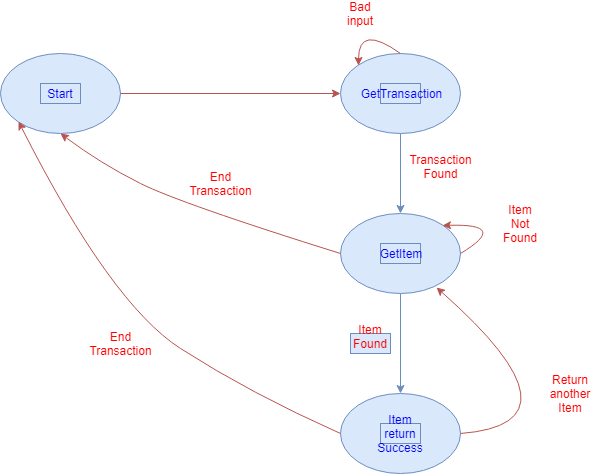 Bad
input
Start
GetTransaction
Transaction
Found
End
Transaction
Item
Not
Found
GetItem
Item
Found
End
Transaction
Return
another
Item
Item
return
Success